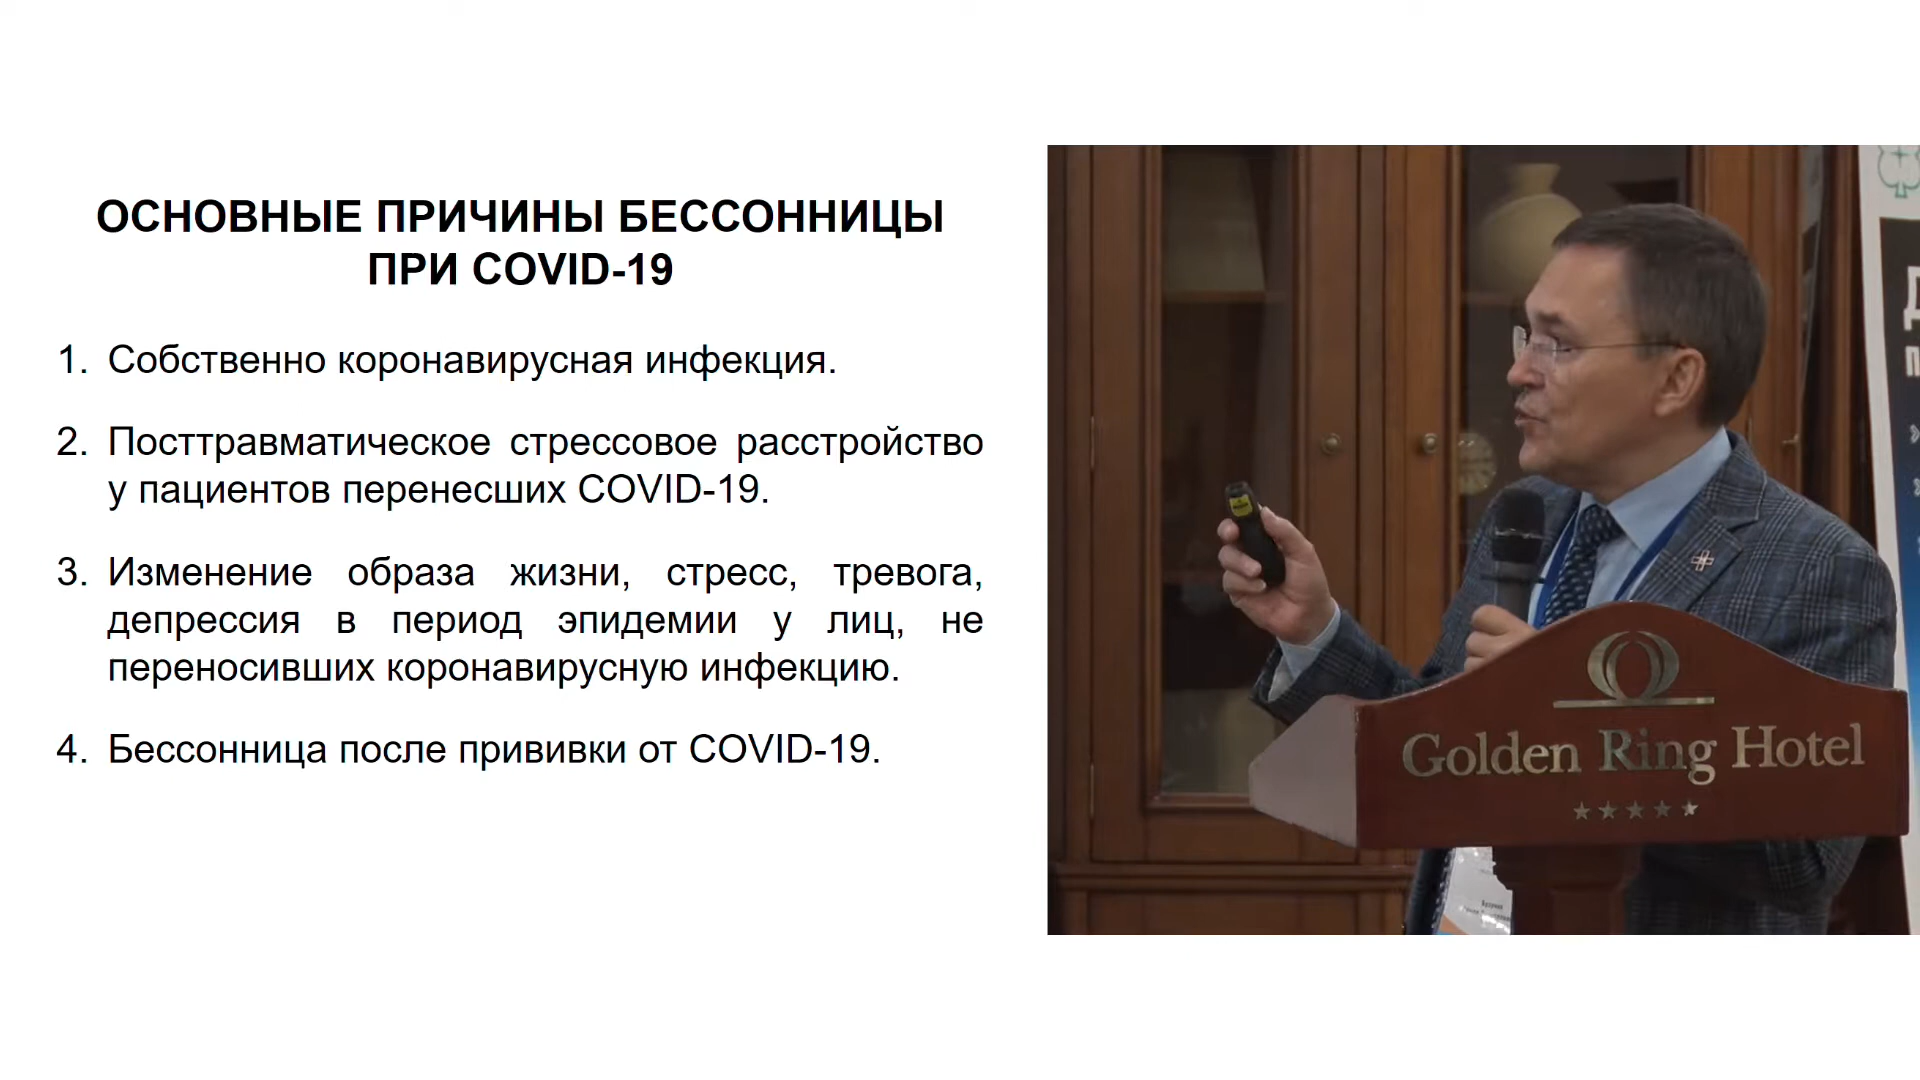 ОСНОВНЫЕ ПРИЧИНЫ БЕССОННИЦЫ
ПРИ COVID-19
1. Собственно коронавирусная инфекция.
2. Посттравматическое стрессовое расстройство
у пациентов перенесших COVID-19.
3. Изменение образа жизни, стресс, тревога,
депрессия в период эпидемии у лиц, не
переносивших коронавирусную инфекцию.
4. Бессонница после прививки от COVID-19.
Golden Ring Hotel